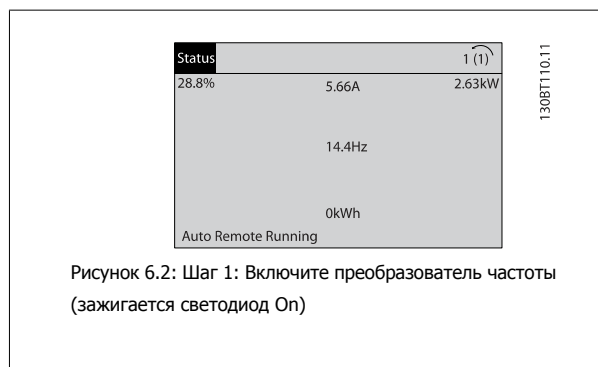 Status 1 (1)
28.8% 5.66A 2.63kW
14.4Hz
0kWh
Auto Remote Running
130BT110.11
Рисунок 6.2: Шаг 1: Включите преобразователь частоты
(зажигается светодиод On)